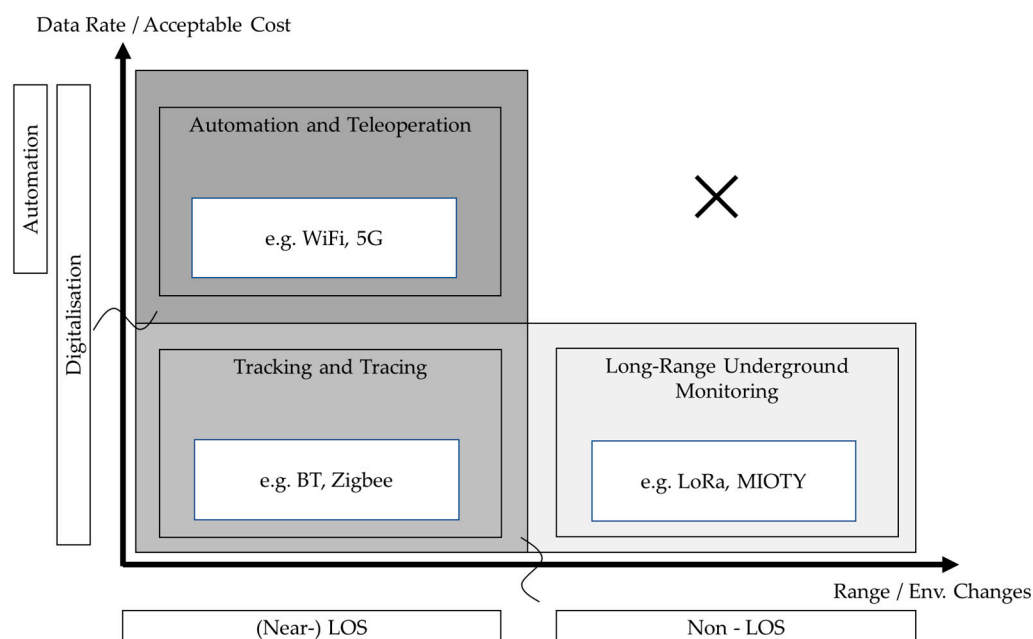 Data Rate / Acceptable Cost
Automation
Digitalisation
Automation and Teleoperation
e.g. WiFi, 5G
Tracking and Tracing
e.g. BT, Zigbee
Long-Range Underground
Monitoring
e.g. LoRa, MIOTY
Range / Env. Changes
(Near-) LOS
Non - LOS